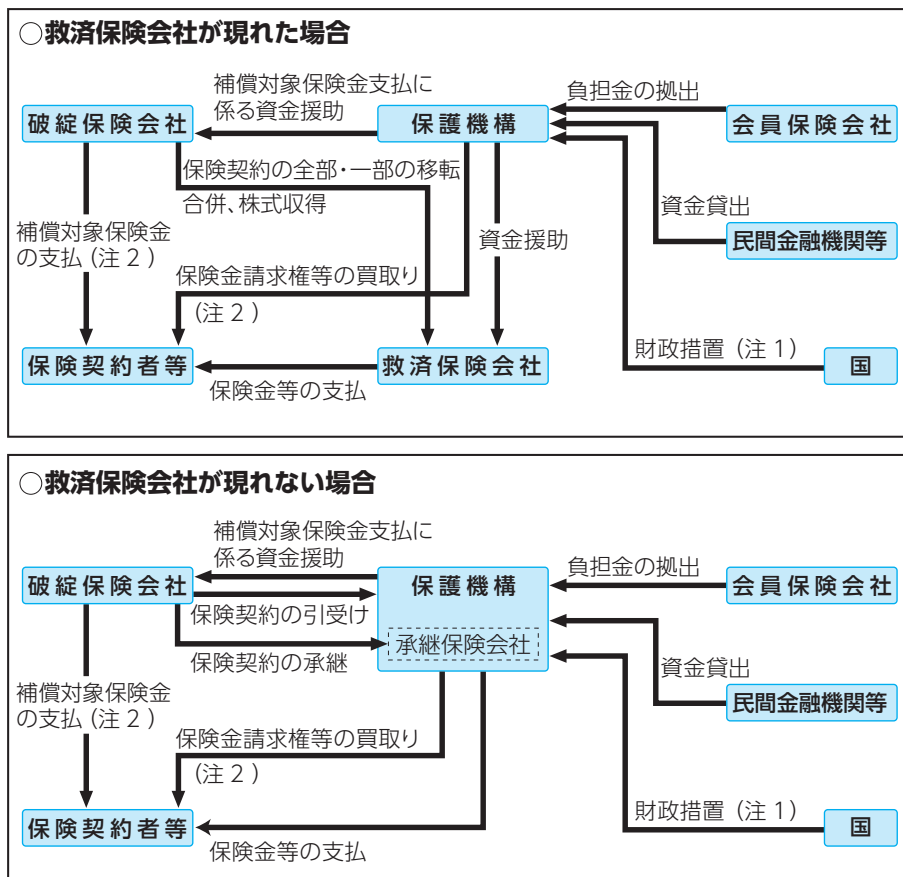 ○救済保険会社が現れた場合
補償対象保険金支払に
係る資金援助
負担金の拠出
破綻保険会社
保護機構
会員保険会社
保険契約の全部・一部の移転
合併、株式取得
資金貸出
補償対象保険金
の支払(注2)
資金援助
民間金融機関等
保険金請求権等の買取り
(注2)
財政措置(注1)
保険契約者等
救済保険会社
国
保険金等の支払
○救済保険会社が現れない場合
補償対象保険金支払に
係る資金援助
負担金の拠出
破綻保険会社
保護機構
会員保険会社
保険契約の引受け
承継保険会社
保険契約の承継
資金貸出
補償対象保険金
の支払(注2)
民間金融機関等
保険金請求権等の買取り
(注2)
財政措置(注1)
保険契約者等
国
保険金等の支払